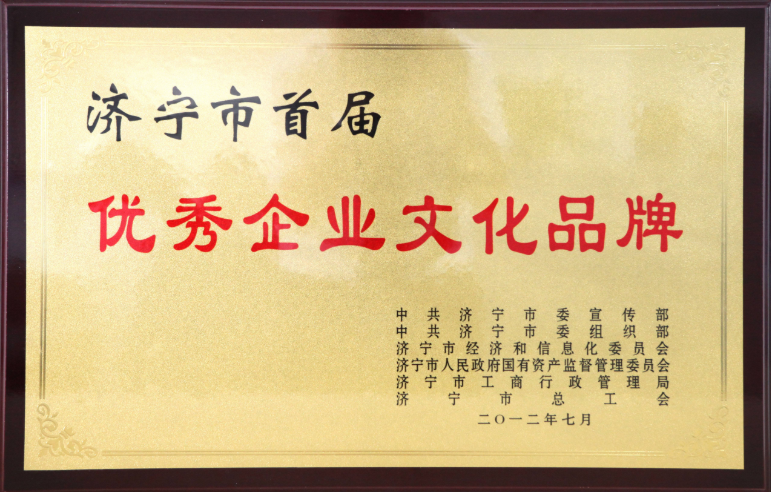 济宁市首届
优秀企业文化品牌
中共济宁市委宣传部
中共济宁市委组织部
济宁市经济和信息化委员会
济宁市人民政府国有资产监督管理委员会
济宁市工商行政管理局
济宁市总工会
二〇一二年七月